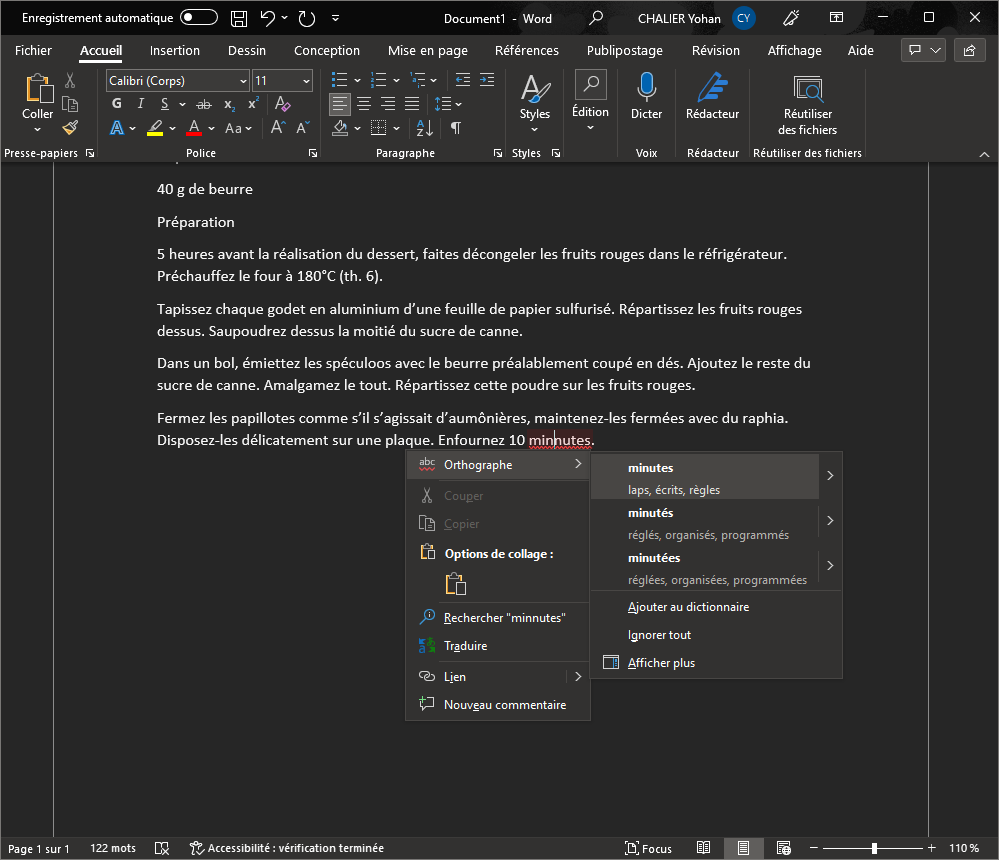 Enregistrement automatique
Document1 - Word
CHALIER Yohan
CY
Fichier Accueil Insertion Dessin Conception Mise en page Références Publipostage Révision Affichage Aide
Calibri (Corps) 11
Coller
G I S ab x₂ x²
A A Aa A A
Presse-papiers
Police
AZ
Paragraphe
Styles
Styles
Édition
Dicter
Voix
Rédacteur
Rédacteur
Réutiliser
des fichiers
Réutiliser des fichiers
40 g de beurre
Préparation
5 heures avant la réalisation du dessert, faites décongeler les fruits rouges dans le réfrigérateur.
Préchauffez le four à 180°C (th. 6).
Tapissez chaque godet en aluminium d’une feuille de papier sulfurisé. Répartissez les fruits rouges
dessus. Saupoudrez dessus la moitié du sucre de canne.
Dans un bol, émiettez les spéculoos avec le beurre préalablement coupé en dés. Ajoutez le reste du
sucre de canne. Amalgamez le tout. Répartissez cette poudre sur les fruits rouges.
Fermez les papillotes comme s’il s’agissait d’aumônières, maintenez-les fermées avec du raphia.
Disposez-les délicatement sur une plaque. Enfournez 10 minnutes.
abc Orthographe
Couper
Copier
Options de collage :
Rechercher "minnutes"
Traduire
Lien
Nouveau commentaire
minutes
laps, écrits, règles
minutés
réglés, organisés, programmés
minutées
réglées, organisées, programmées
Ajouter au dictionnaire
Ignorer tout
Afficher plus
Page 1 sur 1 122 mots Accessibilité : vérification terminée Focus 110 %